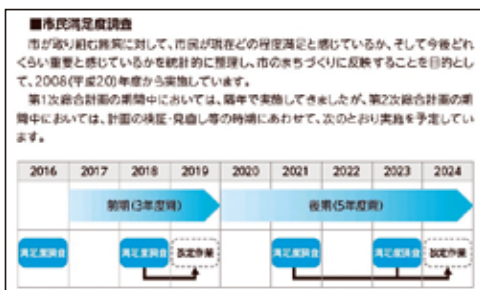 ■市民満足度調査
市が取り組む施策に対して、市民が現在どの程度満足と感じているか、そして今後どれ
くらい重要と感じているかを統計的に整理し、市のまちづくりに反映することを目的とし
て、2008(平成20)年度から実施しています。
第1次総合計画の期間中においては、隔年で実施してきましたが、第2次総合計画の期
間中においては、計画の検証・見直し等の時期にあわせて、次のとおり実施を予定してい
ます。
2016 2017 2018 2019 2020 2021 2022 2023 2024
前期(3年度間) 後期(5年度間)
満足度調査 満足度調査 改定作業 満足度調査 満足度調査 改定作業